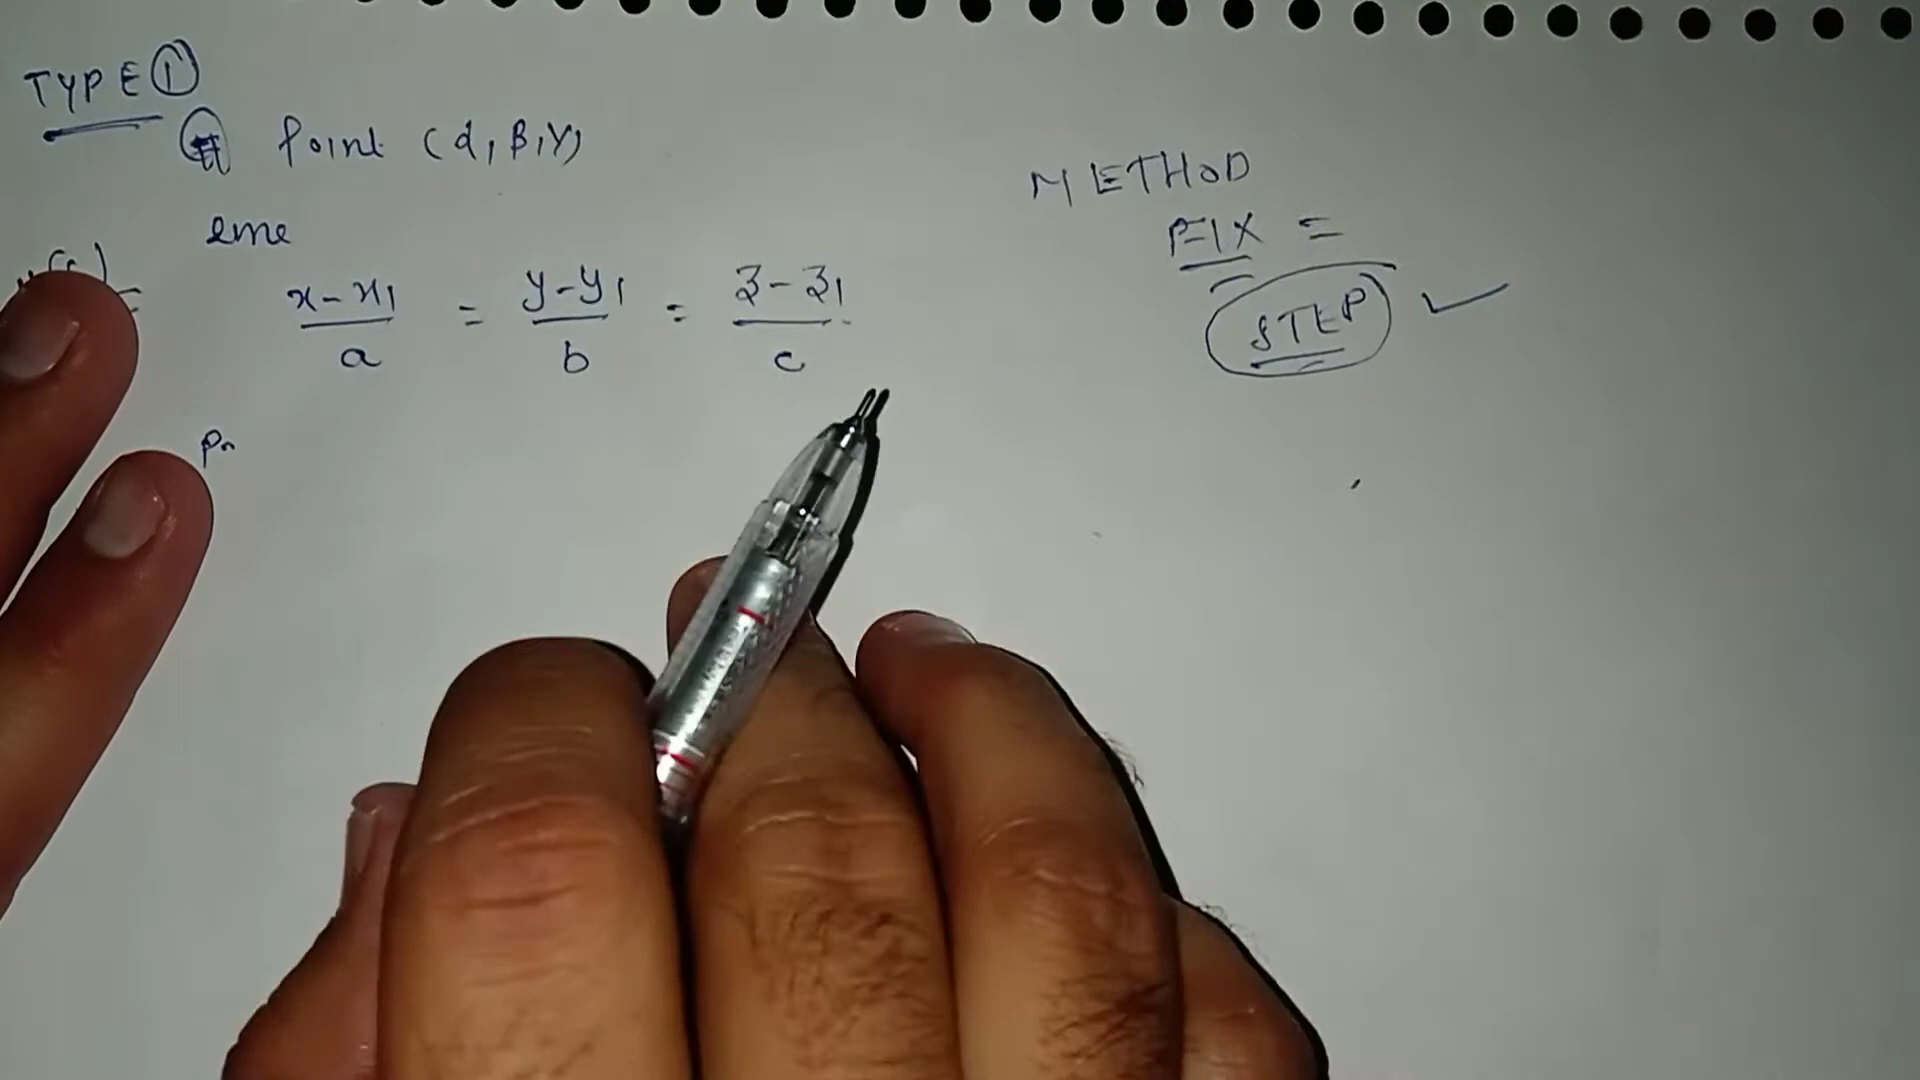 TYPE ①
# Point (α, β, γ)
line
x-x1 = y-y1 = z-z1
a b c
METHOD
FIX =
STEP ✓